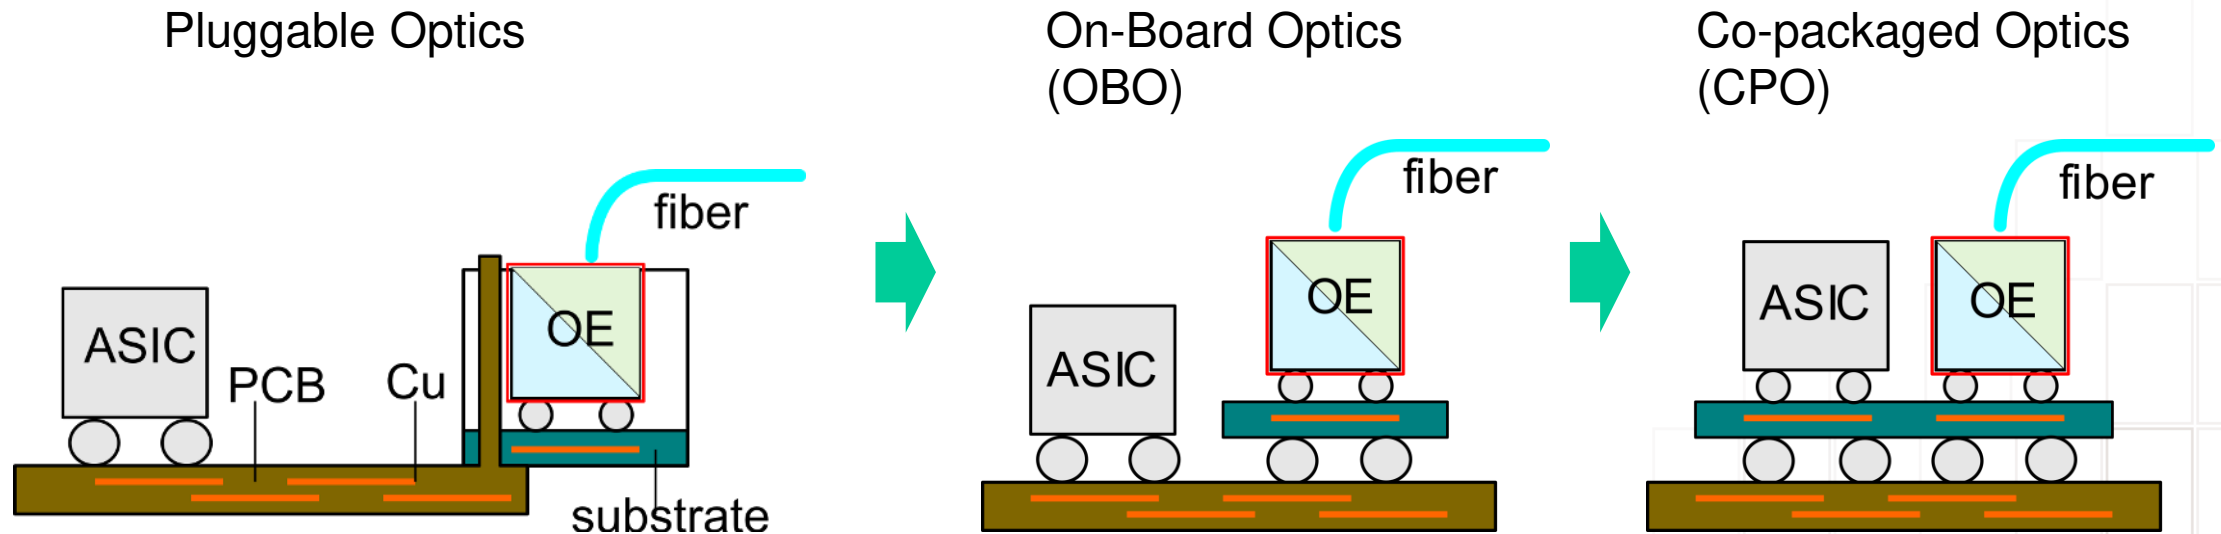 Pluggable Optics
On-Board Optics
(OBO)
Co-packaged Optics
(CPO)
fiber
ASIC
OE
PCB
Cu
substrate
fiber
OE
ASIC
fiber
ASIC
OE